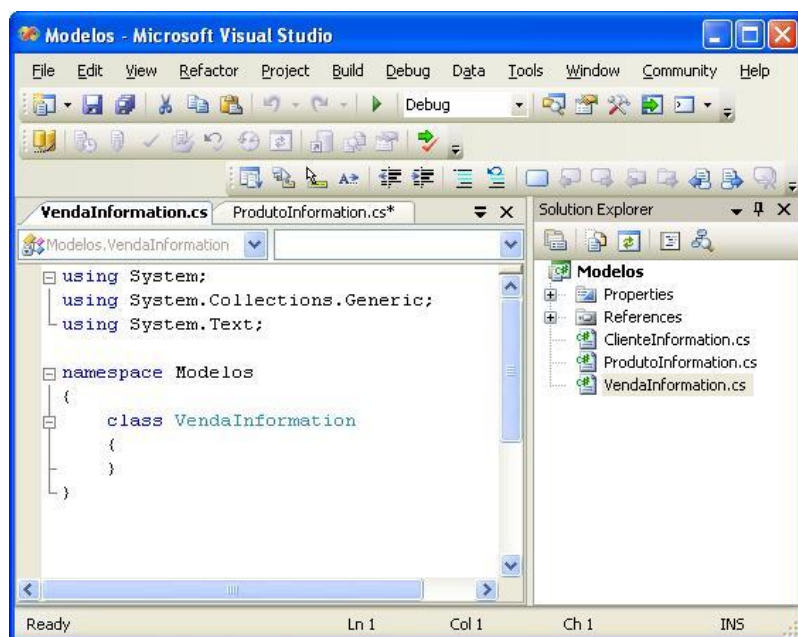 Modelos - Microsoft Visual Studio
File Edit View Refactor Project Build Debug Data Tools Window Community Help
Debug
VendaInformation.cs ProdutoInformation.cs*
Modelos.VendaInformation
using System;
using System.Collections.Generic;
using System.Text;
namespace Modelos
{
class VendaInformation
{
}
}
Solution Explorer
Modelos
Properties
References
ClienteInformation.cs
ProdutoInformation.cs
VendaInformation.cs
Ready Ln 1 Col 1 Ch 1 INS